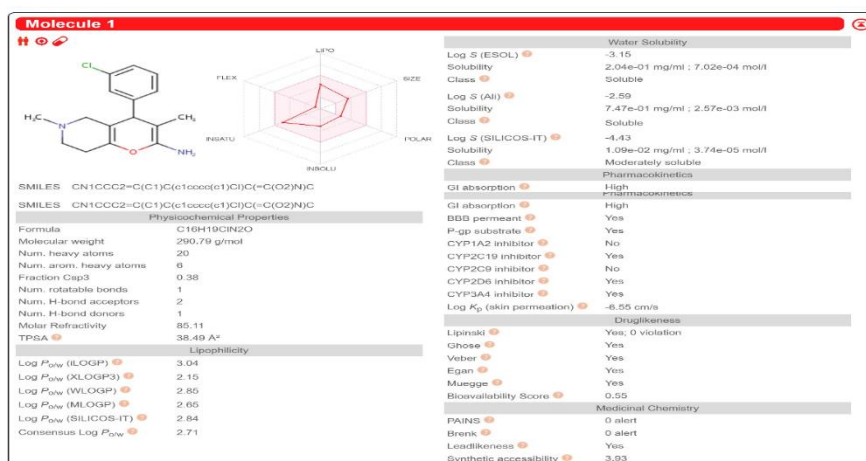 Molecule 1
LIPO
FLEX
SIZE
INSATU
POLAR
INSOLU
Cl
H₃C
N
CH₃
O
NH₂
SMILES CN1CCC2=C(C1)C(c1cccc(c1)Cl)C(=C(O2)N)C
SMILES CN1CCC2=C(C1)C(c1cccc(c1)Cl)C(=C(O2)N)C
Physicochemical Properties
Formula C16H19ClN2O
Molecular weight 290.79 g/mol
Num. heavy atoms 20
Num. arom. heavy atoms 6
Fraction Csp3 0.38
Num. rotatable bonds 1
Num. H-bond acceptors 2
Num. H-bond donors 1
Molar Refractivity 85.11
TPSA ? 38.49 Å²
Lipophilicity
Log Po/w (iLOGP) ? 3.04
Log Po/w (XLOGP3) ? 2.15
Log Po/w (WLOGP) ? 2.85
Log Po/w (MLOGP) ? 2.65
Log Po/w (SILICOS-IT) ? 2.84
Consensus Log Po/w ? 2.71
Water Solubility
Log S (ESOL) ? -3.15
Solubility 2.04e-01 mg/ml ; 7.02e-04 mol/l
Class ? Soluble
Log S (Ali) ? -2.59
Solubility 7.47e-01 mg/ml ; 2.57e-03 mol/l
Class ? Soluble
Log S (SILICOS-IT) ? -4.43
Solubility 1.09e-02 mg/ml ; 3.74e-05 mol/l
Class ? Moderately soluble
Pharmacokinetics
GI absorption ? High
Pharmacokinetics
GI absorption ? High
BBB permeant ? Yes
P-gp substrate ? Yes
CYP1A2 inhibitor ? No
CYP2C19 inhibitor ? Yes
CYP2C9 inhibitor ? No
CYP2D6 inhibitor ? Yes
CYP3A4 inhibitor ? Yes
Log Kp (skin permeation) ? -6.55 cm/s
Druglikeness
Lipinski ? Yes; 0 violation
Ghose ? Yes
Veber ? Yes
Egan ? Yes
Muegge ? Yes
Bioavailability Score ? 0.55
Medicinal Chemistry
PAINS ? 0 alert
Brenk ? 0 alert
Leadlikeness ? Yes
Synthetic accessibility ? 3.93